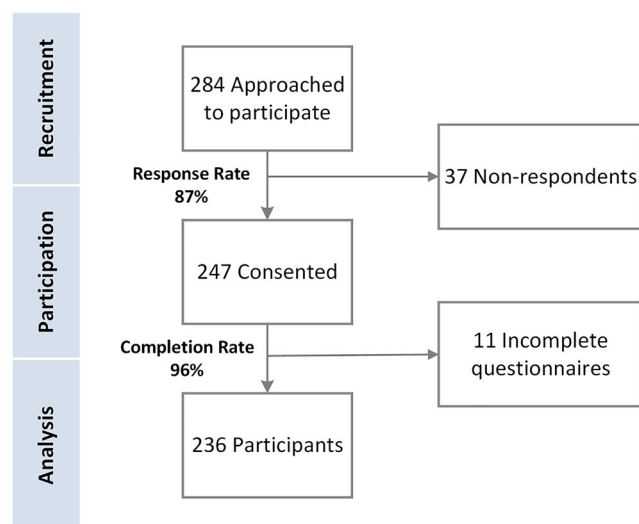 Recruitment
284 Approached
to participate
Response Rate
87%
37 Non-respondents
Participation
247 Consented
Completion Rate
96%
11 Incomplete
questionnaires
Analysis
236 Participants